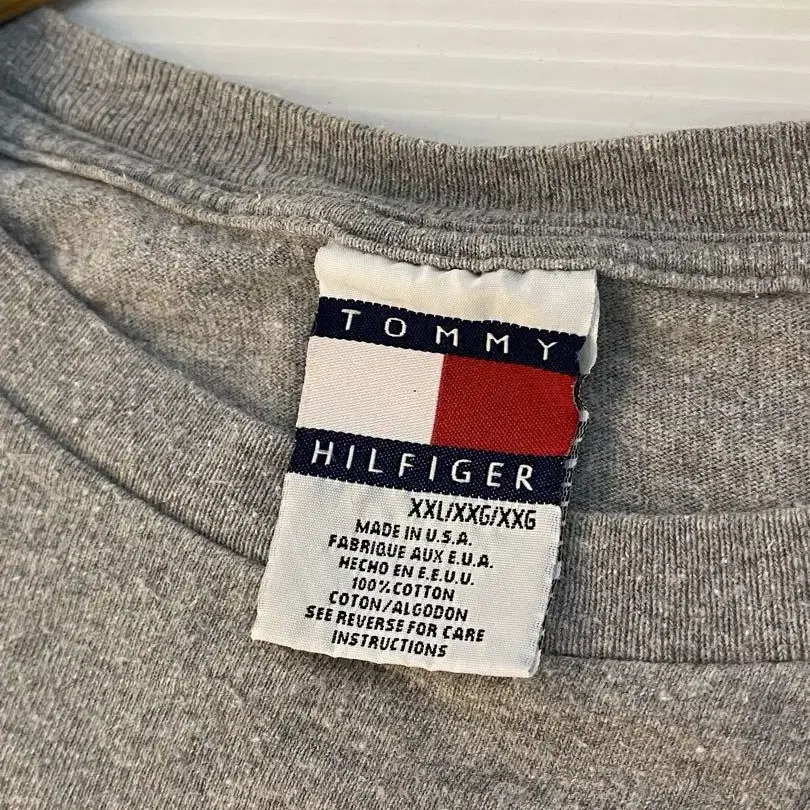 TOMMY
HILFIGER
XXL/XXG/XXG
MADE IN U.S.A.
FABRIQUE AUX E.U.A.
HECHO EN E.E.U.U.
100% COTTON
COTON/ALGODON
SEE REVERSE FOR CARE
INSTRUCTIONS